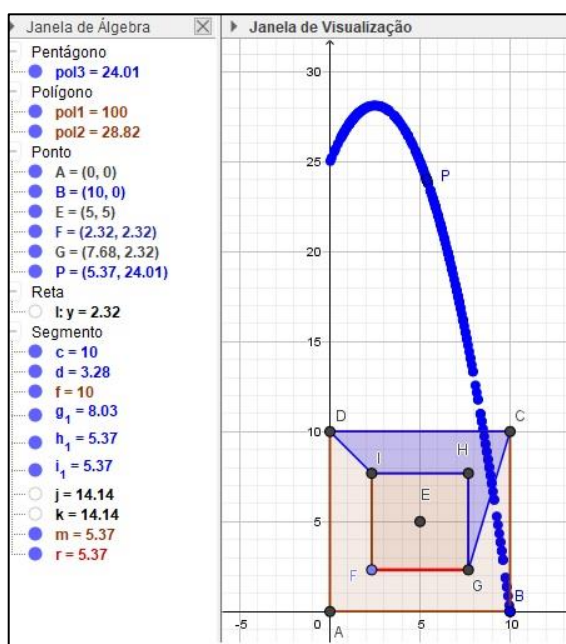 Janela de Álgebra
Pentágono
pol3 = 24.01
Polígono
pol1 = 100
pol2 = 28.82
Ponto
A = (0, 0)
B = (10, 0)
E = (5, 5)
F = (2.32, 2.32)
G = (7.68, 2.32)
P = (5.37, 24.01)
Reta
l: y = 2.32
Segmento
c = 10
d = 3.28
f = 10
g₁ = 8.03
h₁ = 5.37
i₁ = 5.37
j = 14.14
k = 14.14
m = 5.37
r = 5.37
Janela de Visualização
30
25
P
20
15
D
C
10
I
H
E
5
F
G
B
-5
0
A
5
10